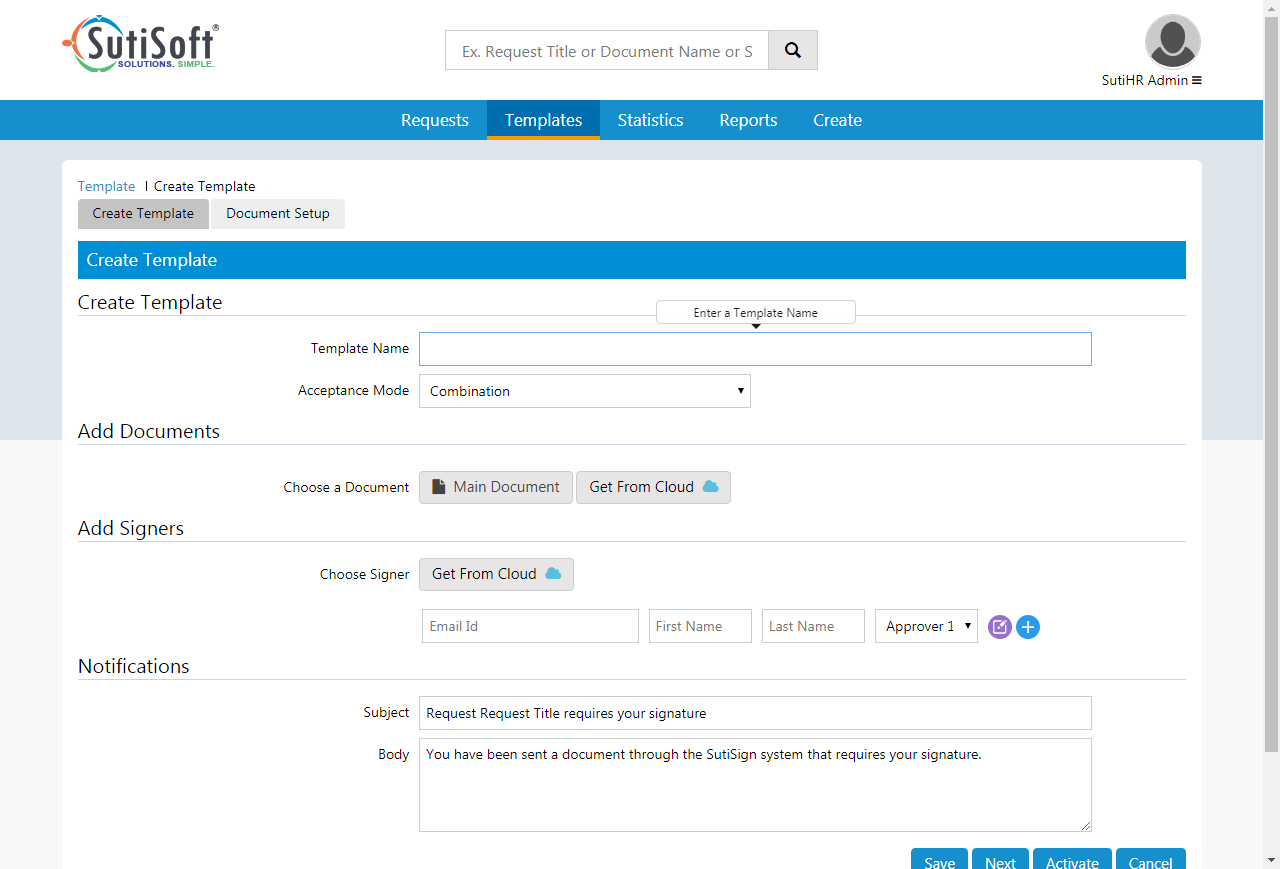 SutiSoft®
SOLUTIONS. SIMPLE.
Ex. Request Title or Document Name or S
SutiHR Admin
Requests Templates Statistics Reports Create
Template | Create Template
Create Template Document Setup
Create Template
Create Template
Enter a Template Name
Template Name
Acceptance Mode Combination
Add Documents
Choose a Document Main Document Get From Cloud
Add Signers
Choose Signer Get From Cloud
Email Id First Name Last Name Approver 1
Notifications
Subject Request Request Title requires your signature
Body You have been sent a document through the SutiSign system that requires your signature.
Save Next Activate Cancel